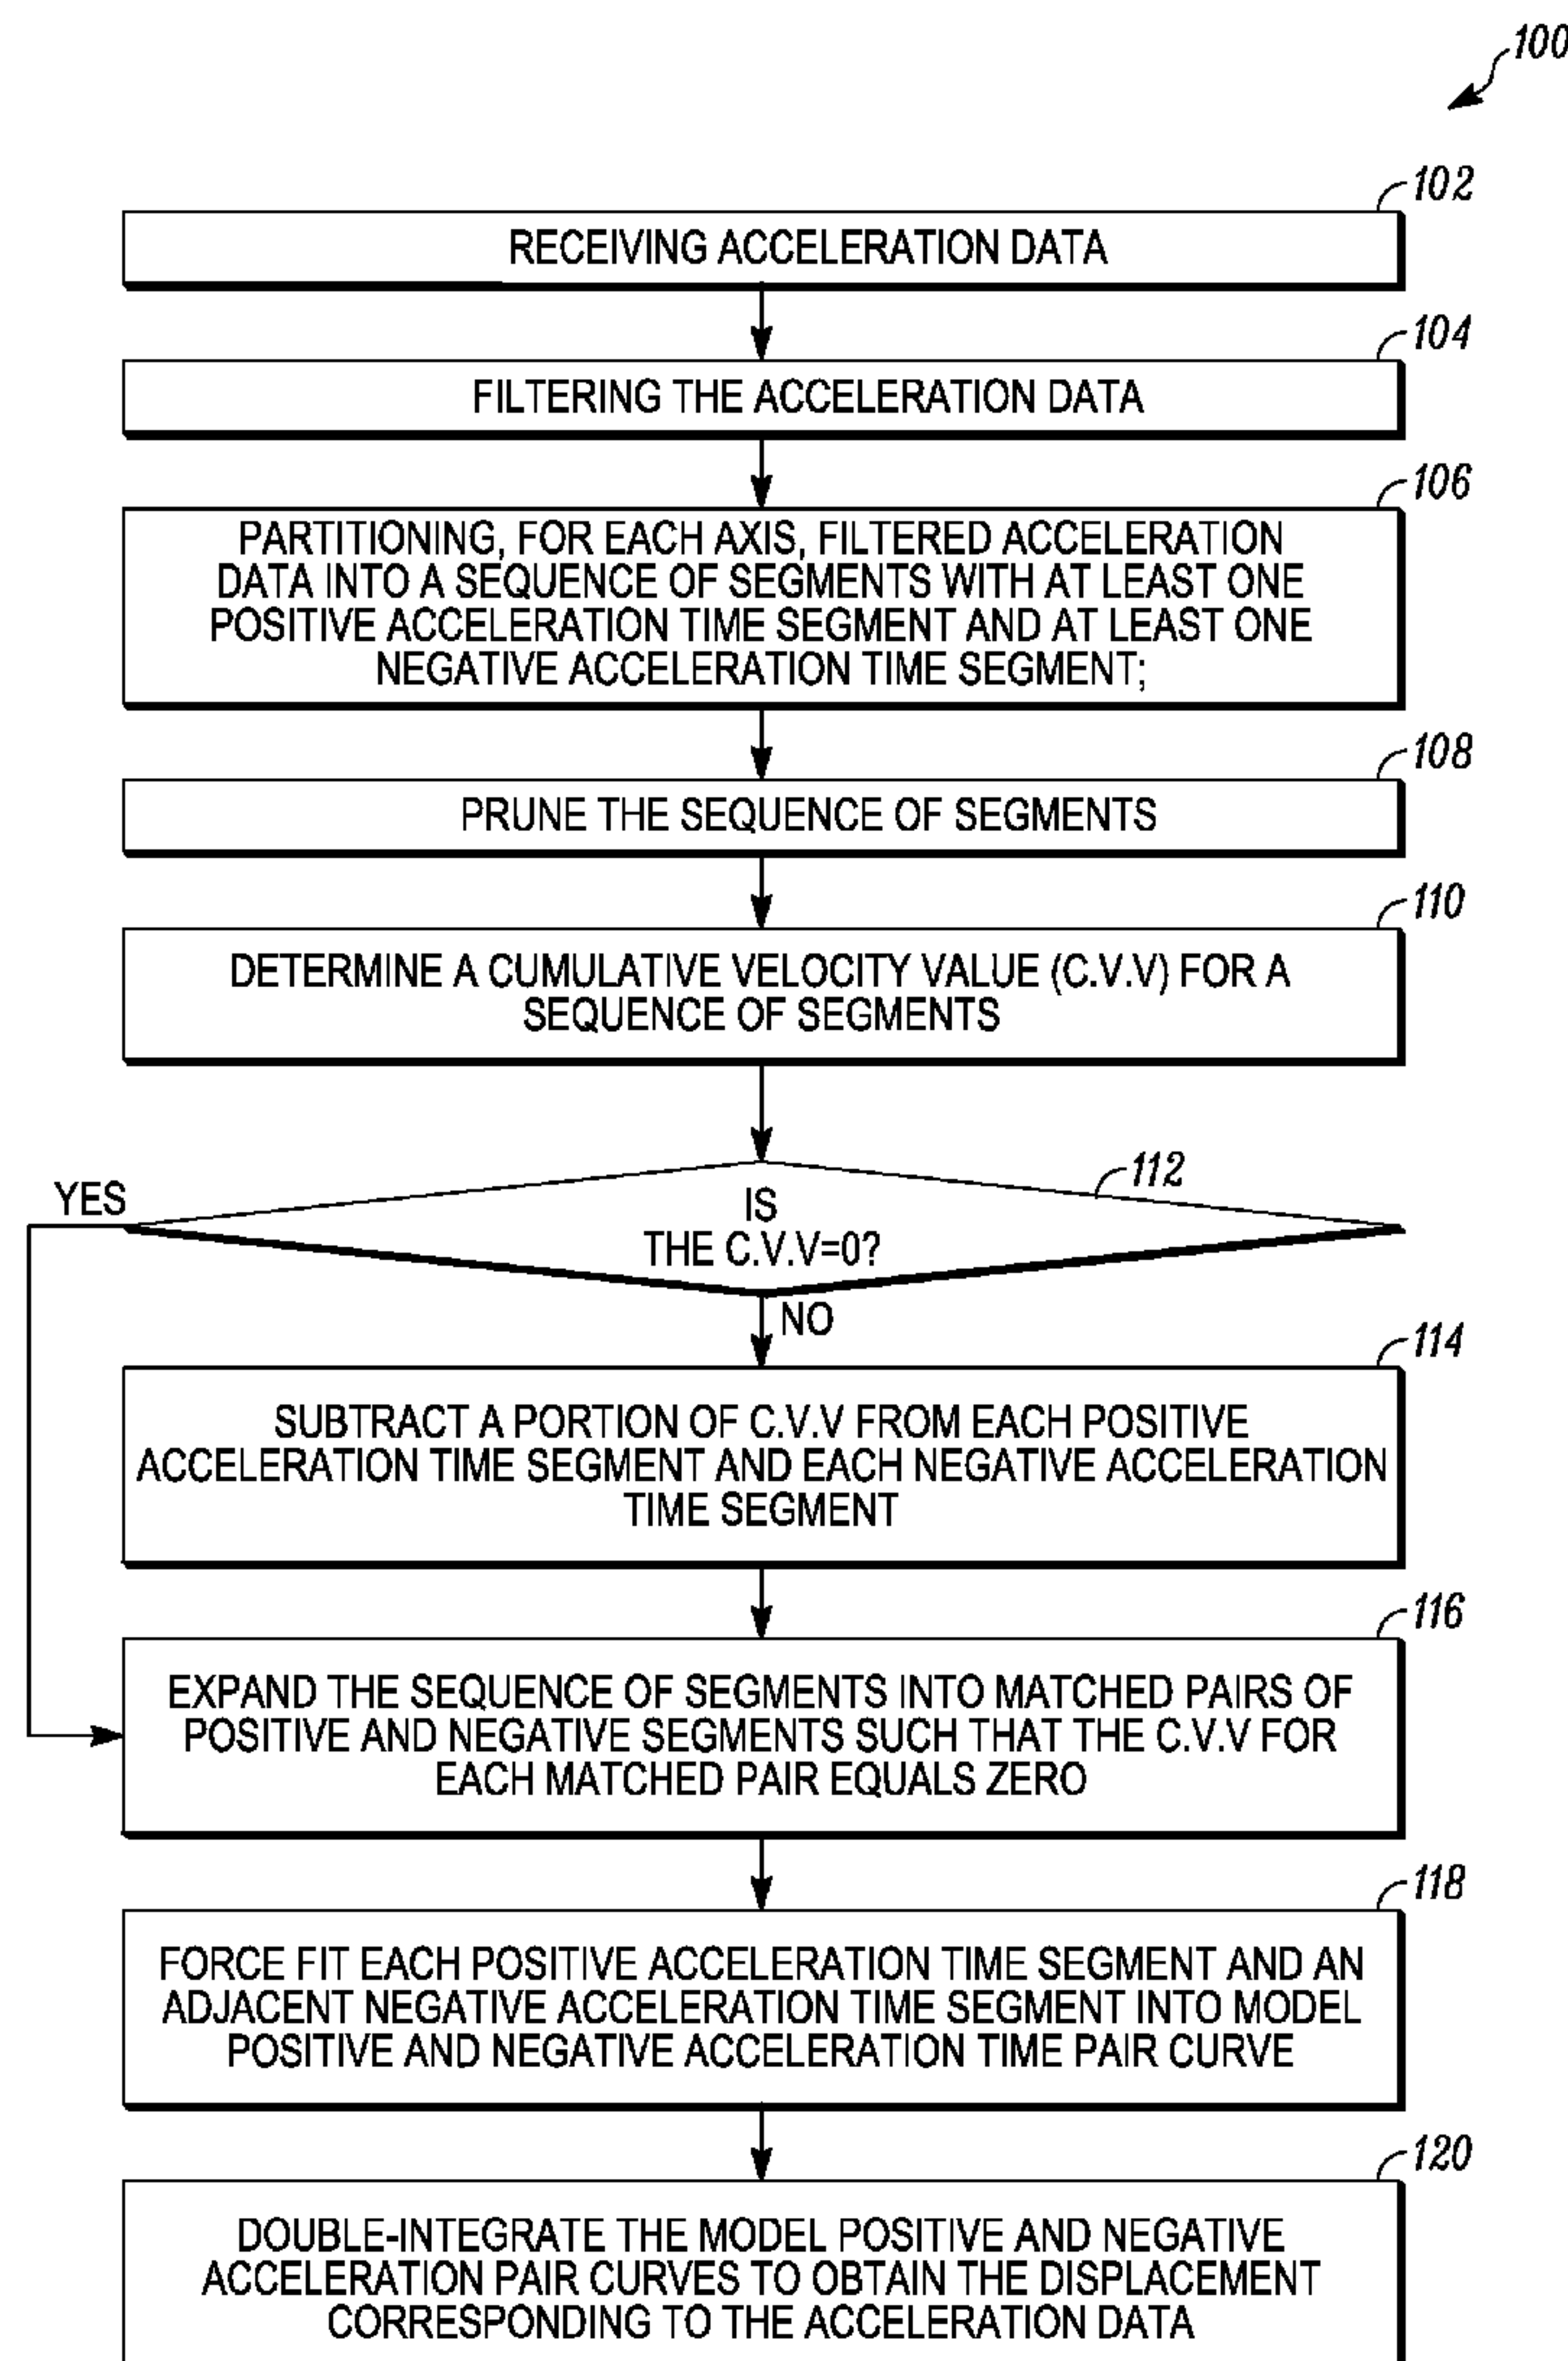 100
102
RECEIVING ACCELERATION DATA
104
FILTERING THE ACCELERATION DATA
106
PARTITIONING, FOR EACH AXIS, FILTERED ACCELERATION
DATA INTO A SEQUENCE OF SEGMENTS WITH AT LEAST ONE
POSITIVE ACCELERATION TIME SEGMENT AND AT LEAST ONE
NEGATIVE ACCELERATION TIME SEGMENT;
108
PRUNE THE SEQUENCE OF SEGMENTS
110
DETERMINE A CUMULATIVE VELOCITY VALUE (C.V.V) FOR A
SEQUENCE OF SEGMENTS
112
YES
IS
THE C.V.V=0?
NO
114
SUBTRACT A PORTION OF C.V.V FROM EACH POSITIVE
ACCELERATION TIME SEGMENT AND EACH NEGATIVE ACCELERATION
TIME SEGMENT
116
EXPAND THE SEQUENCE OF SEGMENTS INTO MATCHED PAIRS OF
POSITIVE AND NEGATIVE SEGMENTS SUCH THAT THE C.V.V FOR
EACH MATCHED PAIR EQUALS ZERO
118
FORCE FIT EACH POSITIVE ACCELERATION TIME SEGMENT AND AN
ADJACENT NEGATIVE ACCELERATION TIME SEGMENT INTO MODEL
POSITIVE AND NEGATIVE ACCELERATION TIME PAIR CURVE
120
DOUBLE-INTEGRATE THE MODEL POSITIVE AND NEGATIVE
ACCELERATION PAIR CURVES TO OBTAIN THE DISPLACEMENT
CORRESPONDING TO THE ACCELERATION DATA